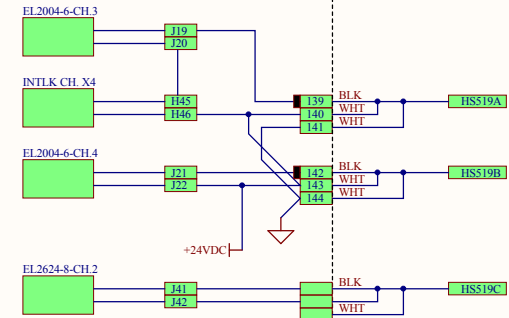 EL2004-6-CH.3
J19
J20
INTLK CH. X4
H45
H46
139
140
141
BLK
WHT
WHT
HS519A
EL2004-6-CH.4
J21
J22
142
143
144
BLK
WHT
WHT
HS519B
+24VDC
EL2624-8-CH.2
J41
J42
BLK
WHT
HS519C